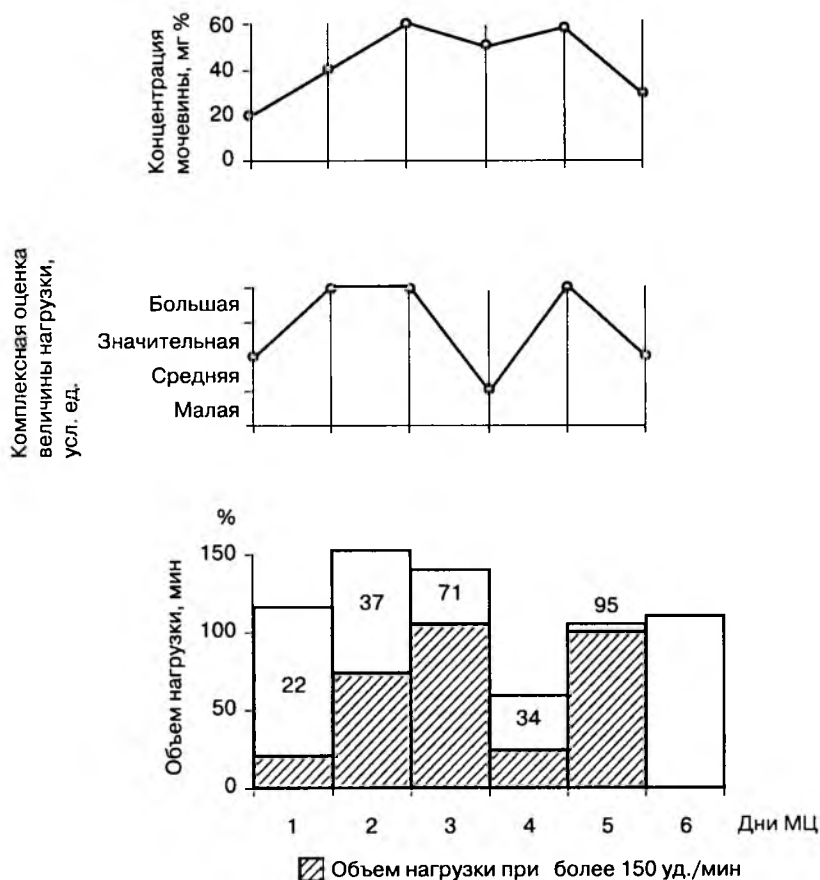 Концентрация
мочевины, мг %
60
40
20
0
Комплексная оценка
величины нагрузки,
усл. ед.
Большая
Значительная
Средняя
Малая
Объем нагрузки, мин
%
150
100
50
0
22
37
71
34
95
1 2 3 4 5 6 Дни МЦ
Объем нагрузки при более 150 уд./мин